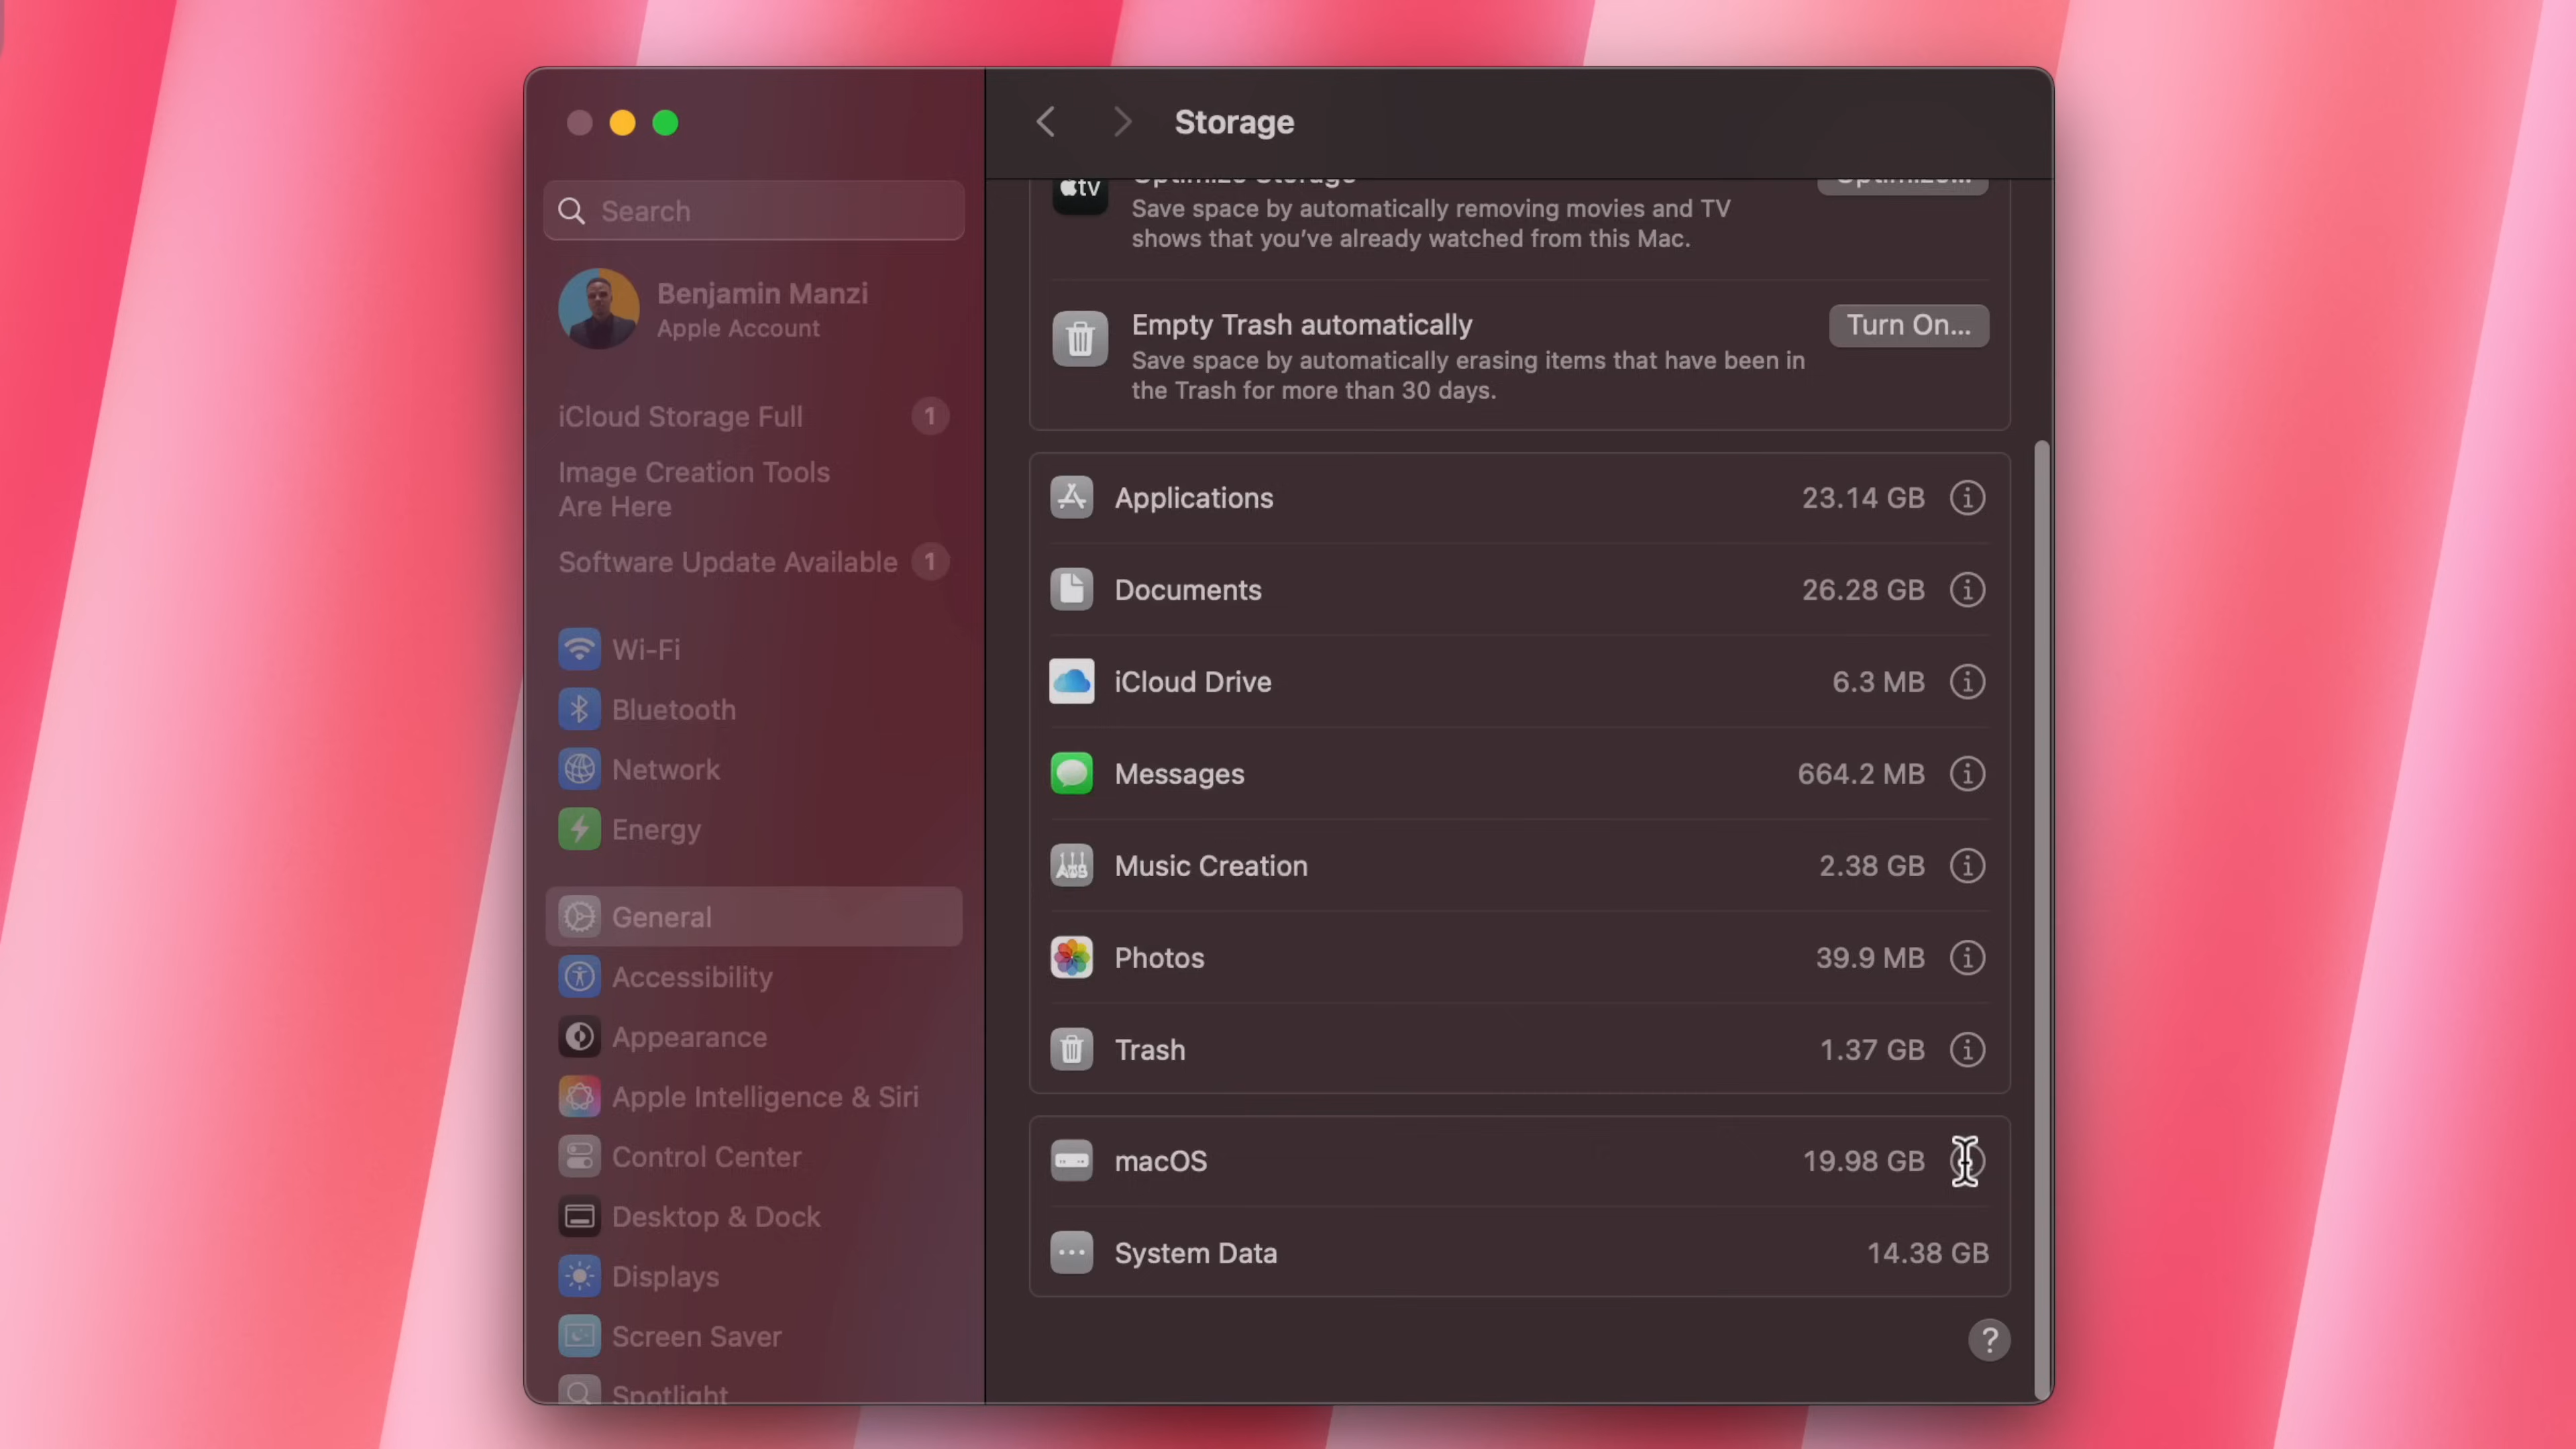 Storage
Search
Benjamin Manzi
Apple Account
iCloud Storage Full 1
Image Creation Tools
Are Here
Software Update Available 1
Wi-Fi
Bluetooth
Network
Energy
General
Accessibility
Appearance
Apple Intelligence & Siri
Control Center
Desktop & Dock
Displays
Screen Saver
Spotlight
tv
Optimize Storage
Optimize...
Save space by automatically removing movies and TV
shows that you’ve already watched from this Mac.
Empty Trash automatically
Turn On...
Save space by automatically erasing items that have been in
the Trash for more than 30 days.
Applications 23.14 GB
Documents 26.28 GB
iCloud Drive 6.3 MB
Messages 664.2 MB
Music Creation 2.38 GB
Photos 39.9 MB
Trash 1.37 GB
macOS 19.98 GB
System Data 14.38 GB
?